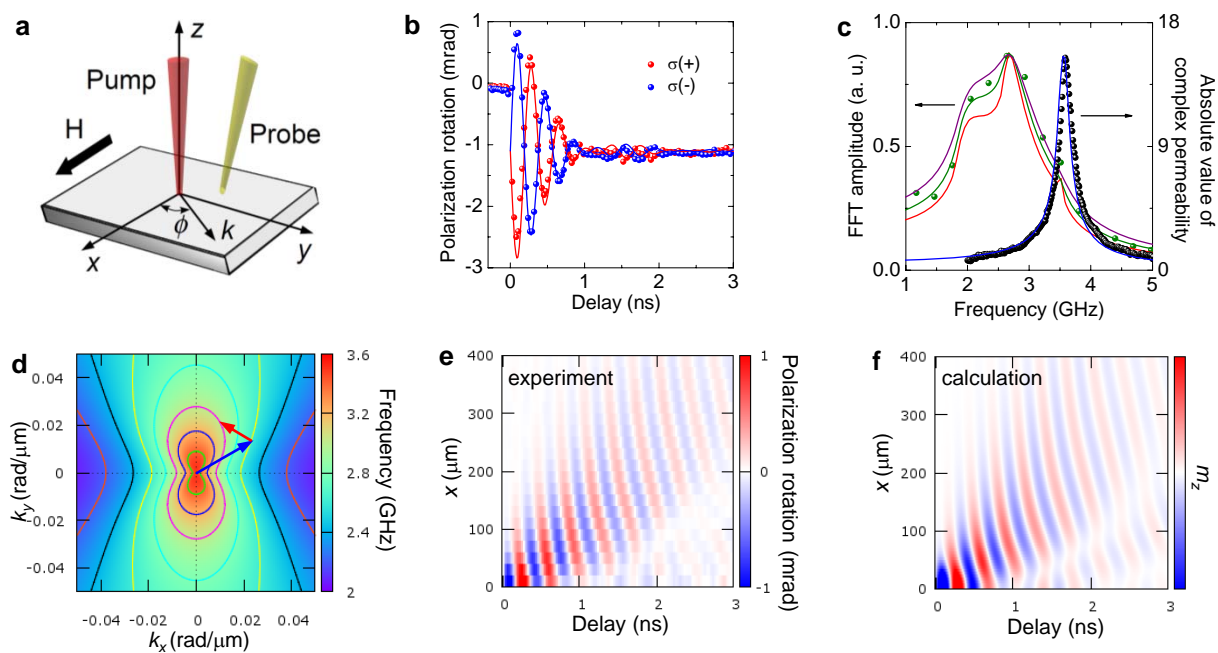 a
z
Pump
Probe
H
ϕ
k
x
y
b
Polarization rotation (mrad)
1
0
-1
-2
-3
σ(+)
σ(-)
0
1
2
3
Delay (ns)
c
FFT amplitude (a. u.)
1.0
0.5
0.0
18
9
0
Absolute value of
complex permeability
1
2
3
4
5
Frequency (GHz)
d
k_y (rad/μm)
0.04
0.02
0
-0.02
-0.04
-0.04
-0.02
0
0.02
0.04
k_x (rad/μm)
3.6
3.2
2.8
2.4
2
Frequency (GHz)
e
experiment
x (μm)
400
300
200
100
0
0
1
2
3
Delay (ns)
1
0
-1
Polarization rotation (mrad)
f
calculation
x (μm)
400
300
200
100
0
0
1
2
3
Delay (ns)
m_z